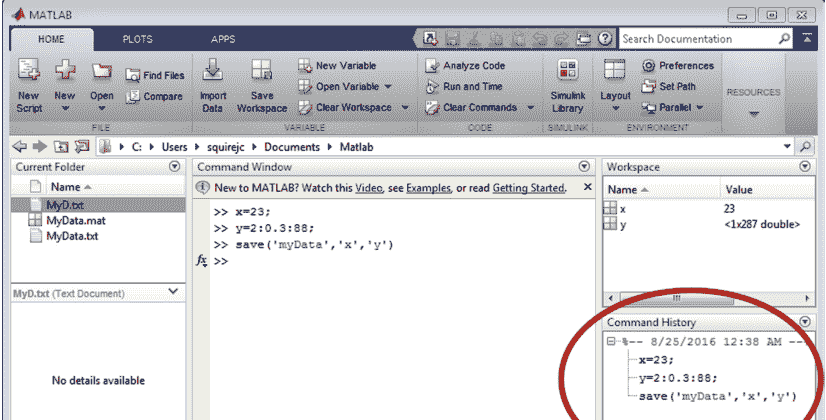 MATLAB
HOME PLOTS APPS Search Documentation
New Script
New
Open
Find Files
Compare
FILE
Import Data
Save Workspace
New Variable
Open Variable
Clear Workspace
VARIABLE
Analyze Code
Run and Time
Clear Commands
CODE
Simulink Library
SIMULINK
Layout
Preferences
Set Path
Parallel
ENVIRONMENT
RESOURCES
C: Users squirejc Documents Matlab
Current Folder
Name
MyD.txt
MyData.mat
MyData.txt
MyD.txt (Text Document)
No details available
Command Window
New to MATLAB? Watch this Video, see Examples, or read Getting Started.
>> x=23;
>> y=2:0.3:88;
>> save('myData','x','y')
fx >>
Workspace
Name Value
x 23
y <1x287 double>
Command History
%-- 8/25/2016 12:38 AM --
x=23;
y=2:0.3:88;
save('myData','x','y')